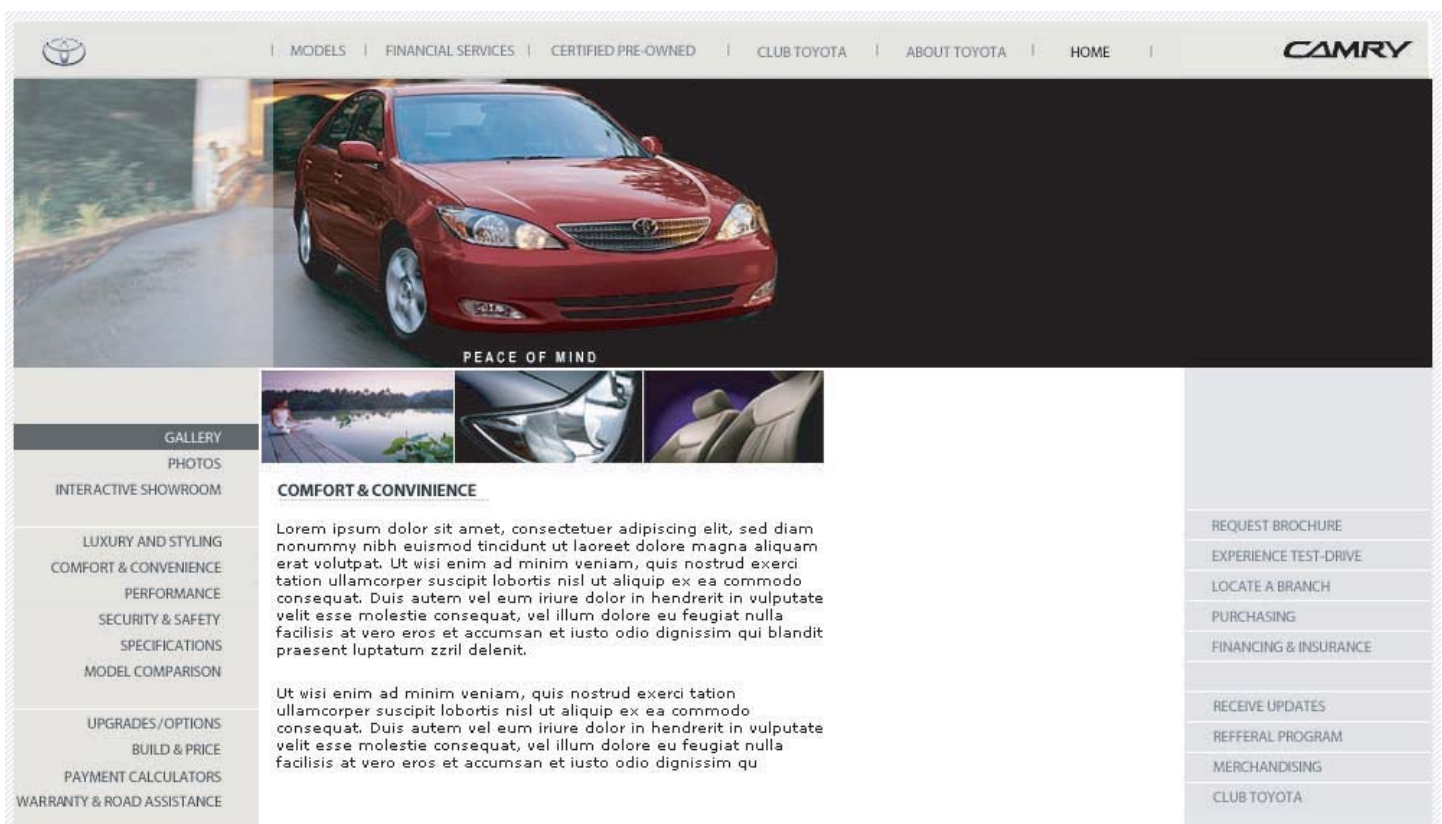 MODELS | FINANCIAL SERVICES | CERTIFIED PRE-OWNED | CLUB TOYOTA | ABOUT TOYOTA | HOME | CAMRY
PEACE OF MIND
GALLERY
PHOTOS
INTERACTIVE SHOWROOM
LUXURY AND STYLING
COMFORT & CONVENIENCE
PERFORMANCE
SECURITY & SAFETY
SPECIFICATIONS
MODEL COMPARISON
UPGRADES/OPTIONS
BUILD & PRICE
PAYMENT CALCULATORS
WARRANTY & ROAD ASSISTANCE
COMFORT & CONVINIENCE
Lorem ipsum dolor sit amet, consectetuer adipiscing elit, sed diam
nonummy nibh euismod tincidunt ut laoreet dolore magna aliquam
erat volutpat. Ut wisi enim ad minim veniam, quis nostrud exerci
tation ullamcorper suscipit lobortis nisl ut aliquip ex ea commodo
consequat. Duis autem vel eum iriure dolor in hendrerit in vulputate
velit esse molestie consequat, vel illum dolore eu feugiat nulla
facilisis at vero eros et accumsan et iusto odio dignissim qui blandit
praesent luptatum zzril delenit.
Ut wisi enim ad minim veniam, quis nostrud exerci tation
ullamcorper suscipit lobortis nisl ut aliquip ex ea commodo
consequat. Duis autem vel eum iriure dolor in hendrerit in vulputate
velit esse molestie consequat, vel illum dolore eu feugiat nulla
facilisis at vero eros et accumsan et iusto odio dignissim qu
REQUEST BROCHURE
EXPERIENCE TEST-DRIVE
LOCATE A BRANCH
PURCHASING
FINANCING & INSURANCE
RECEIVE UPDATES
REFFERAL PROGRAM
MERCHANDISING
CLUB TOYOTA